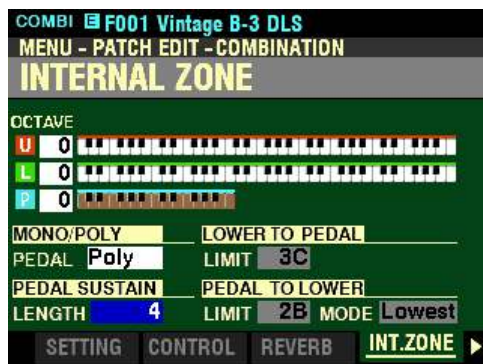 COMBI E F001 Vintage B-3 DLS
MENU - PATCH EDIT - COMBINATION
INTERNAL ZONE
OCTAVE
U 0
L 0
P 0
MONO/POLY LOWER TO PEDAL
PEDAL Poly LIMIT 3C
PEDAL SUSTAIN PEDAL TO LOWER
LENGTH 4 LIMIT 2B MODE Lowest
SETTING CONTROL REVERB INT.ZONE